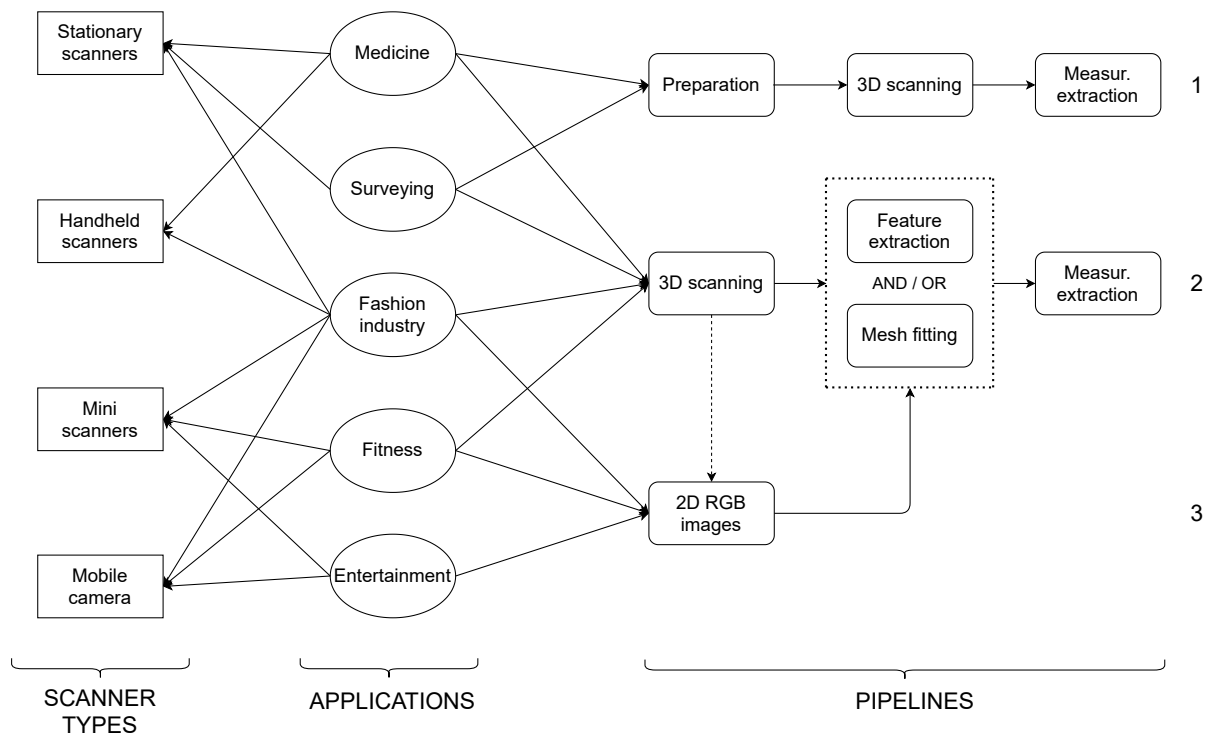 Stationary
scanners
Handheld
scanners
Mini
scanners
Mobile
camera
SCANNER
TYPES
Medicine
Surveying
Fashion
industry
Fitness
Entertainment
APPLICATIONS
Preparation
3D scanning
Measur.
extraction
1
3D scanning
Feature
extraction
AND / OR
Mesh fitting
Measur.
extraction
2
2D RGB
images
3
PIPELINES